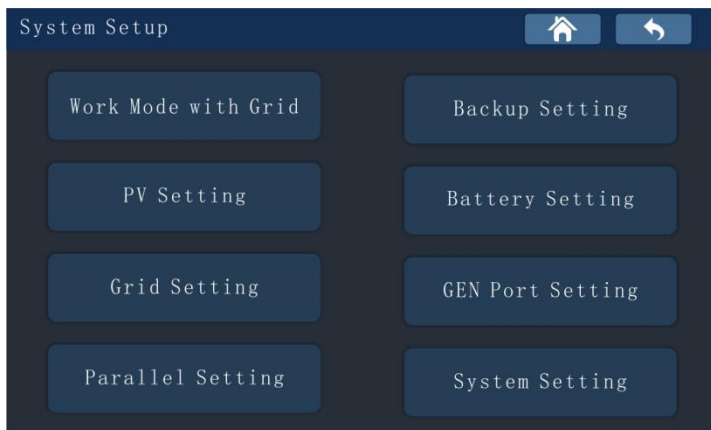 System Setup
Work Mode with Grid
Backup Setting
PV Setting
Battery Setting
Grid Setting
GEN Port Setting
Parallel Setting
System Setting